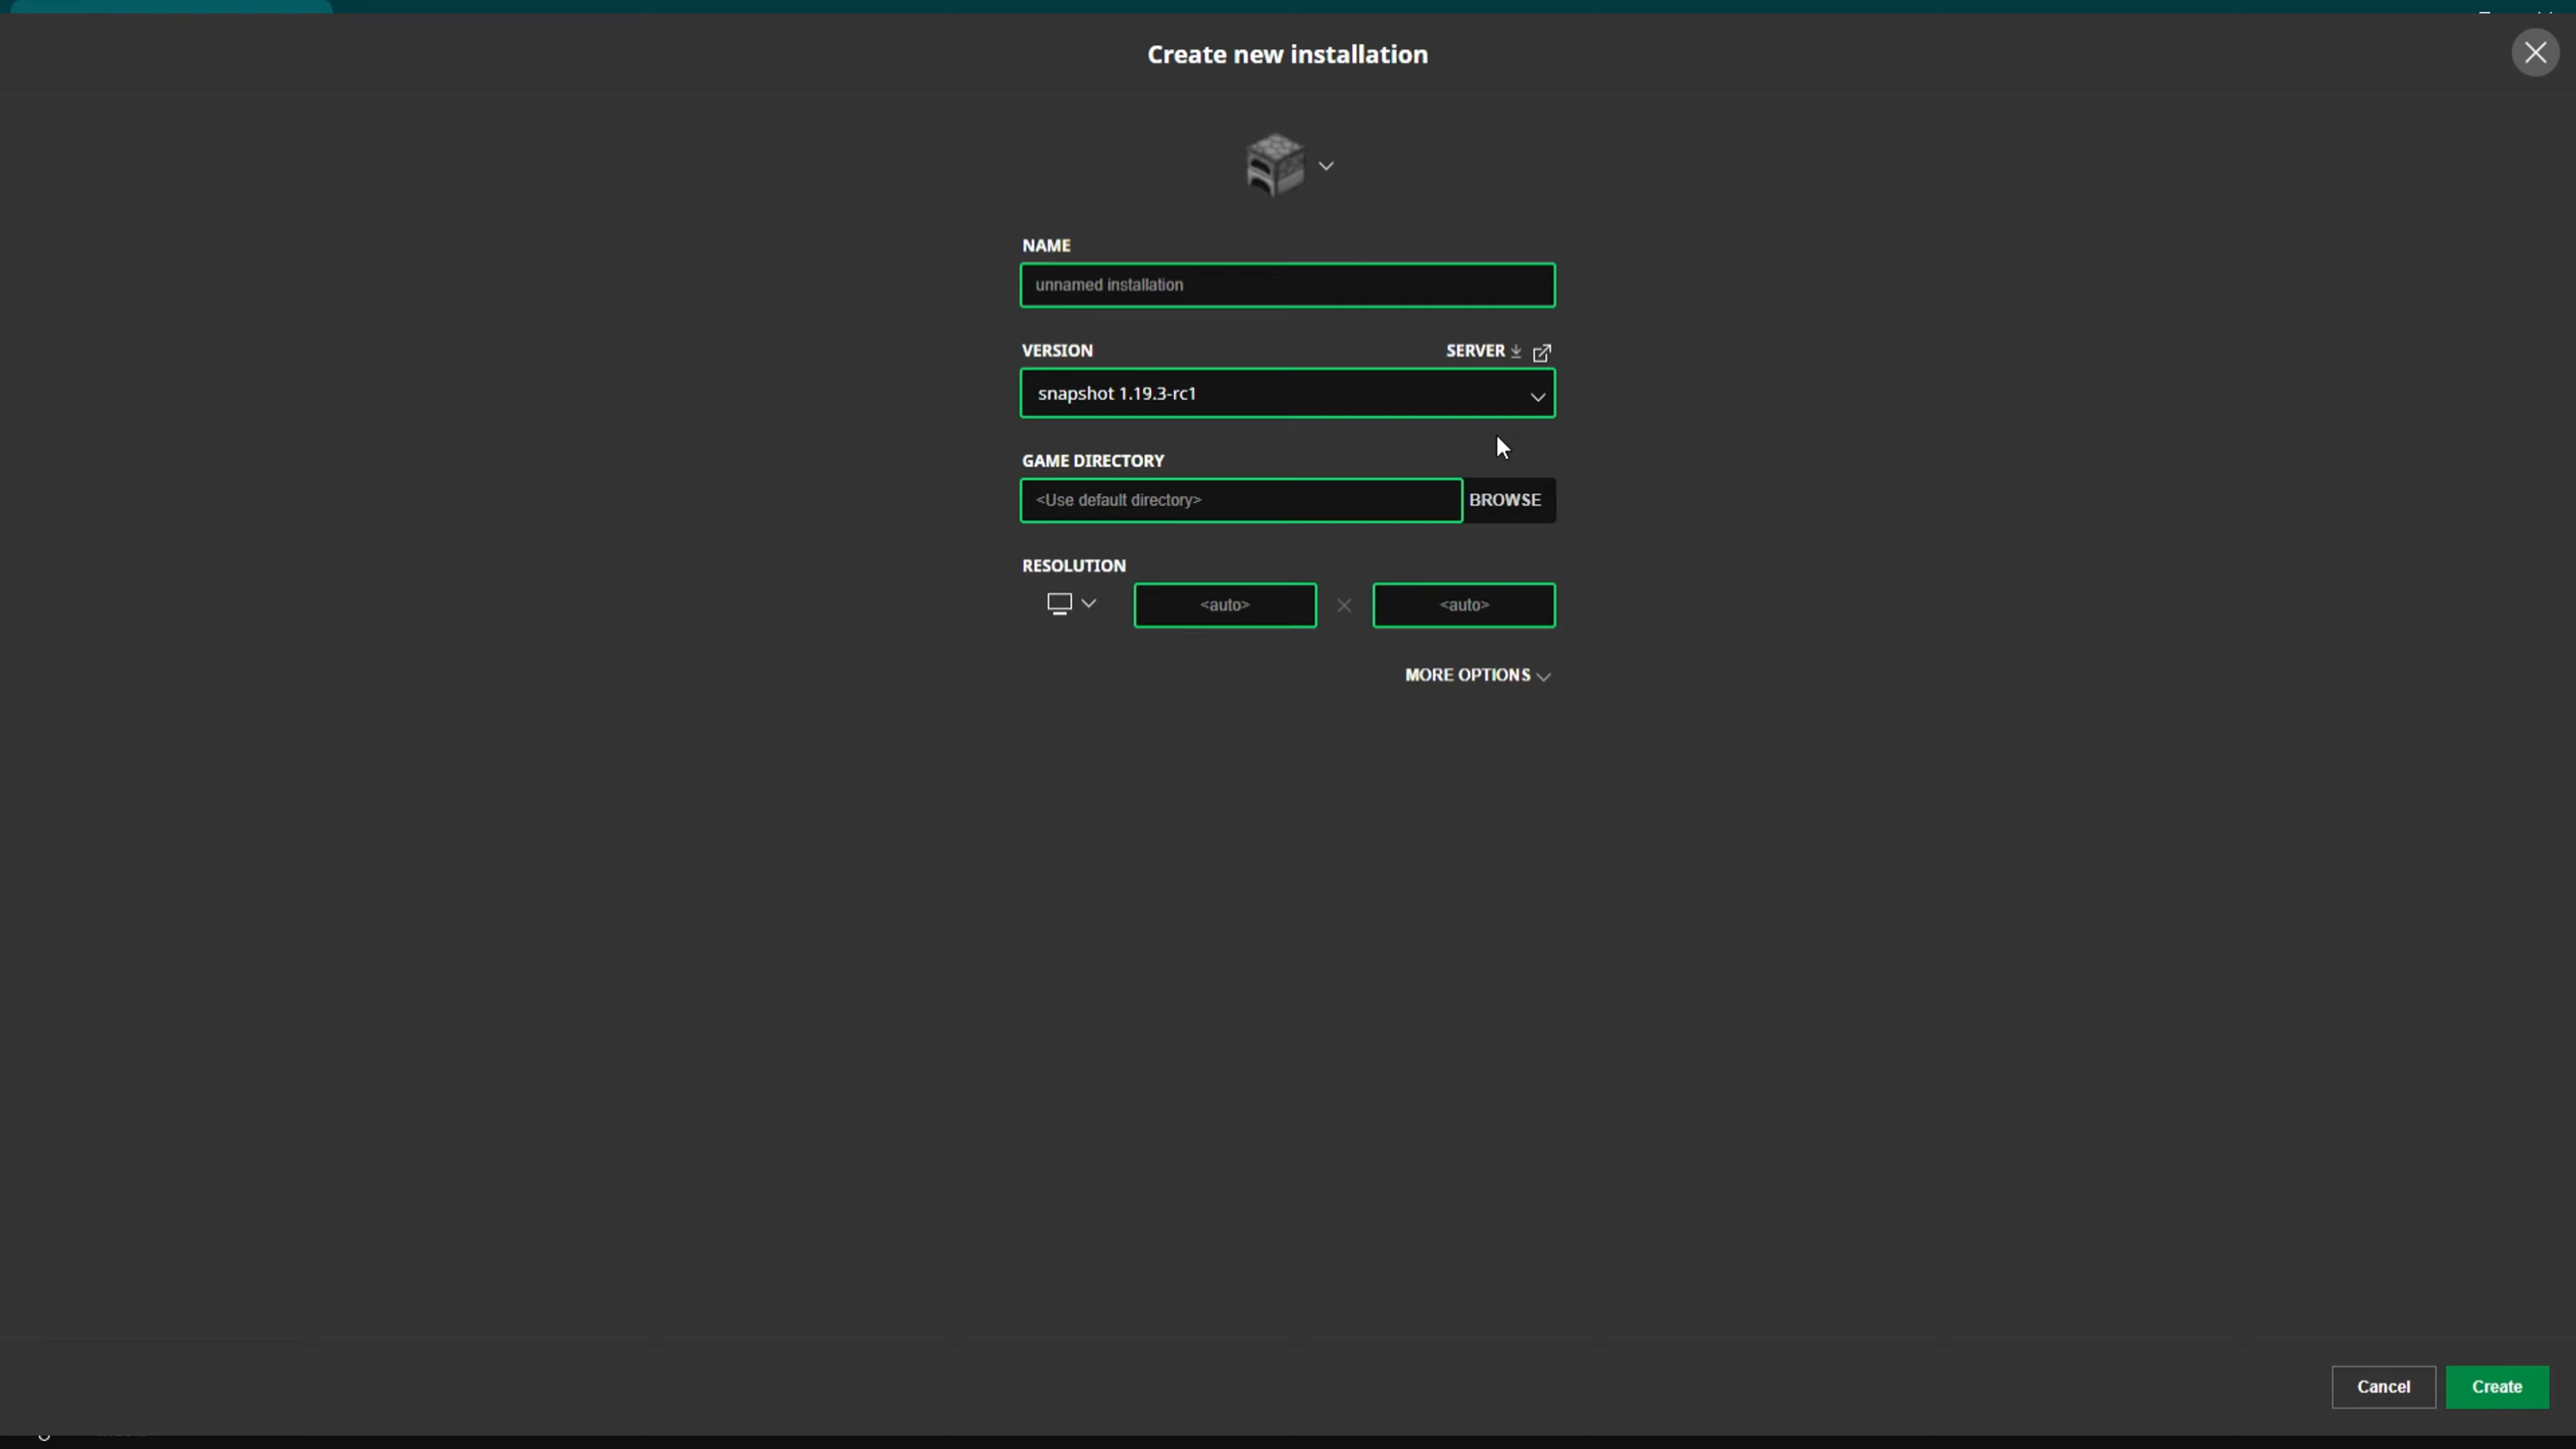 Create new installation
NAME
unnamed installation
VERSION
SERVER
snapshot 1.19.3-rc1
GAME DIRECTORY
<Use default directory>
BROWSE
RESOLUTION
<auto>
<auto>
MORE OPTIONS
Cancel
Create